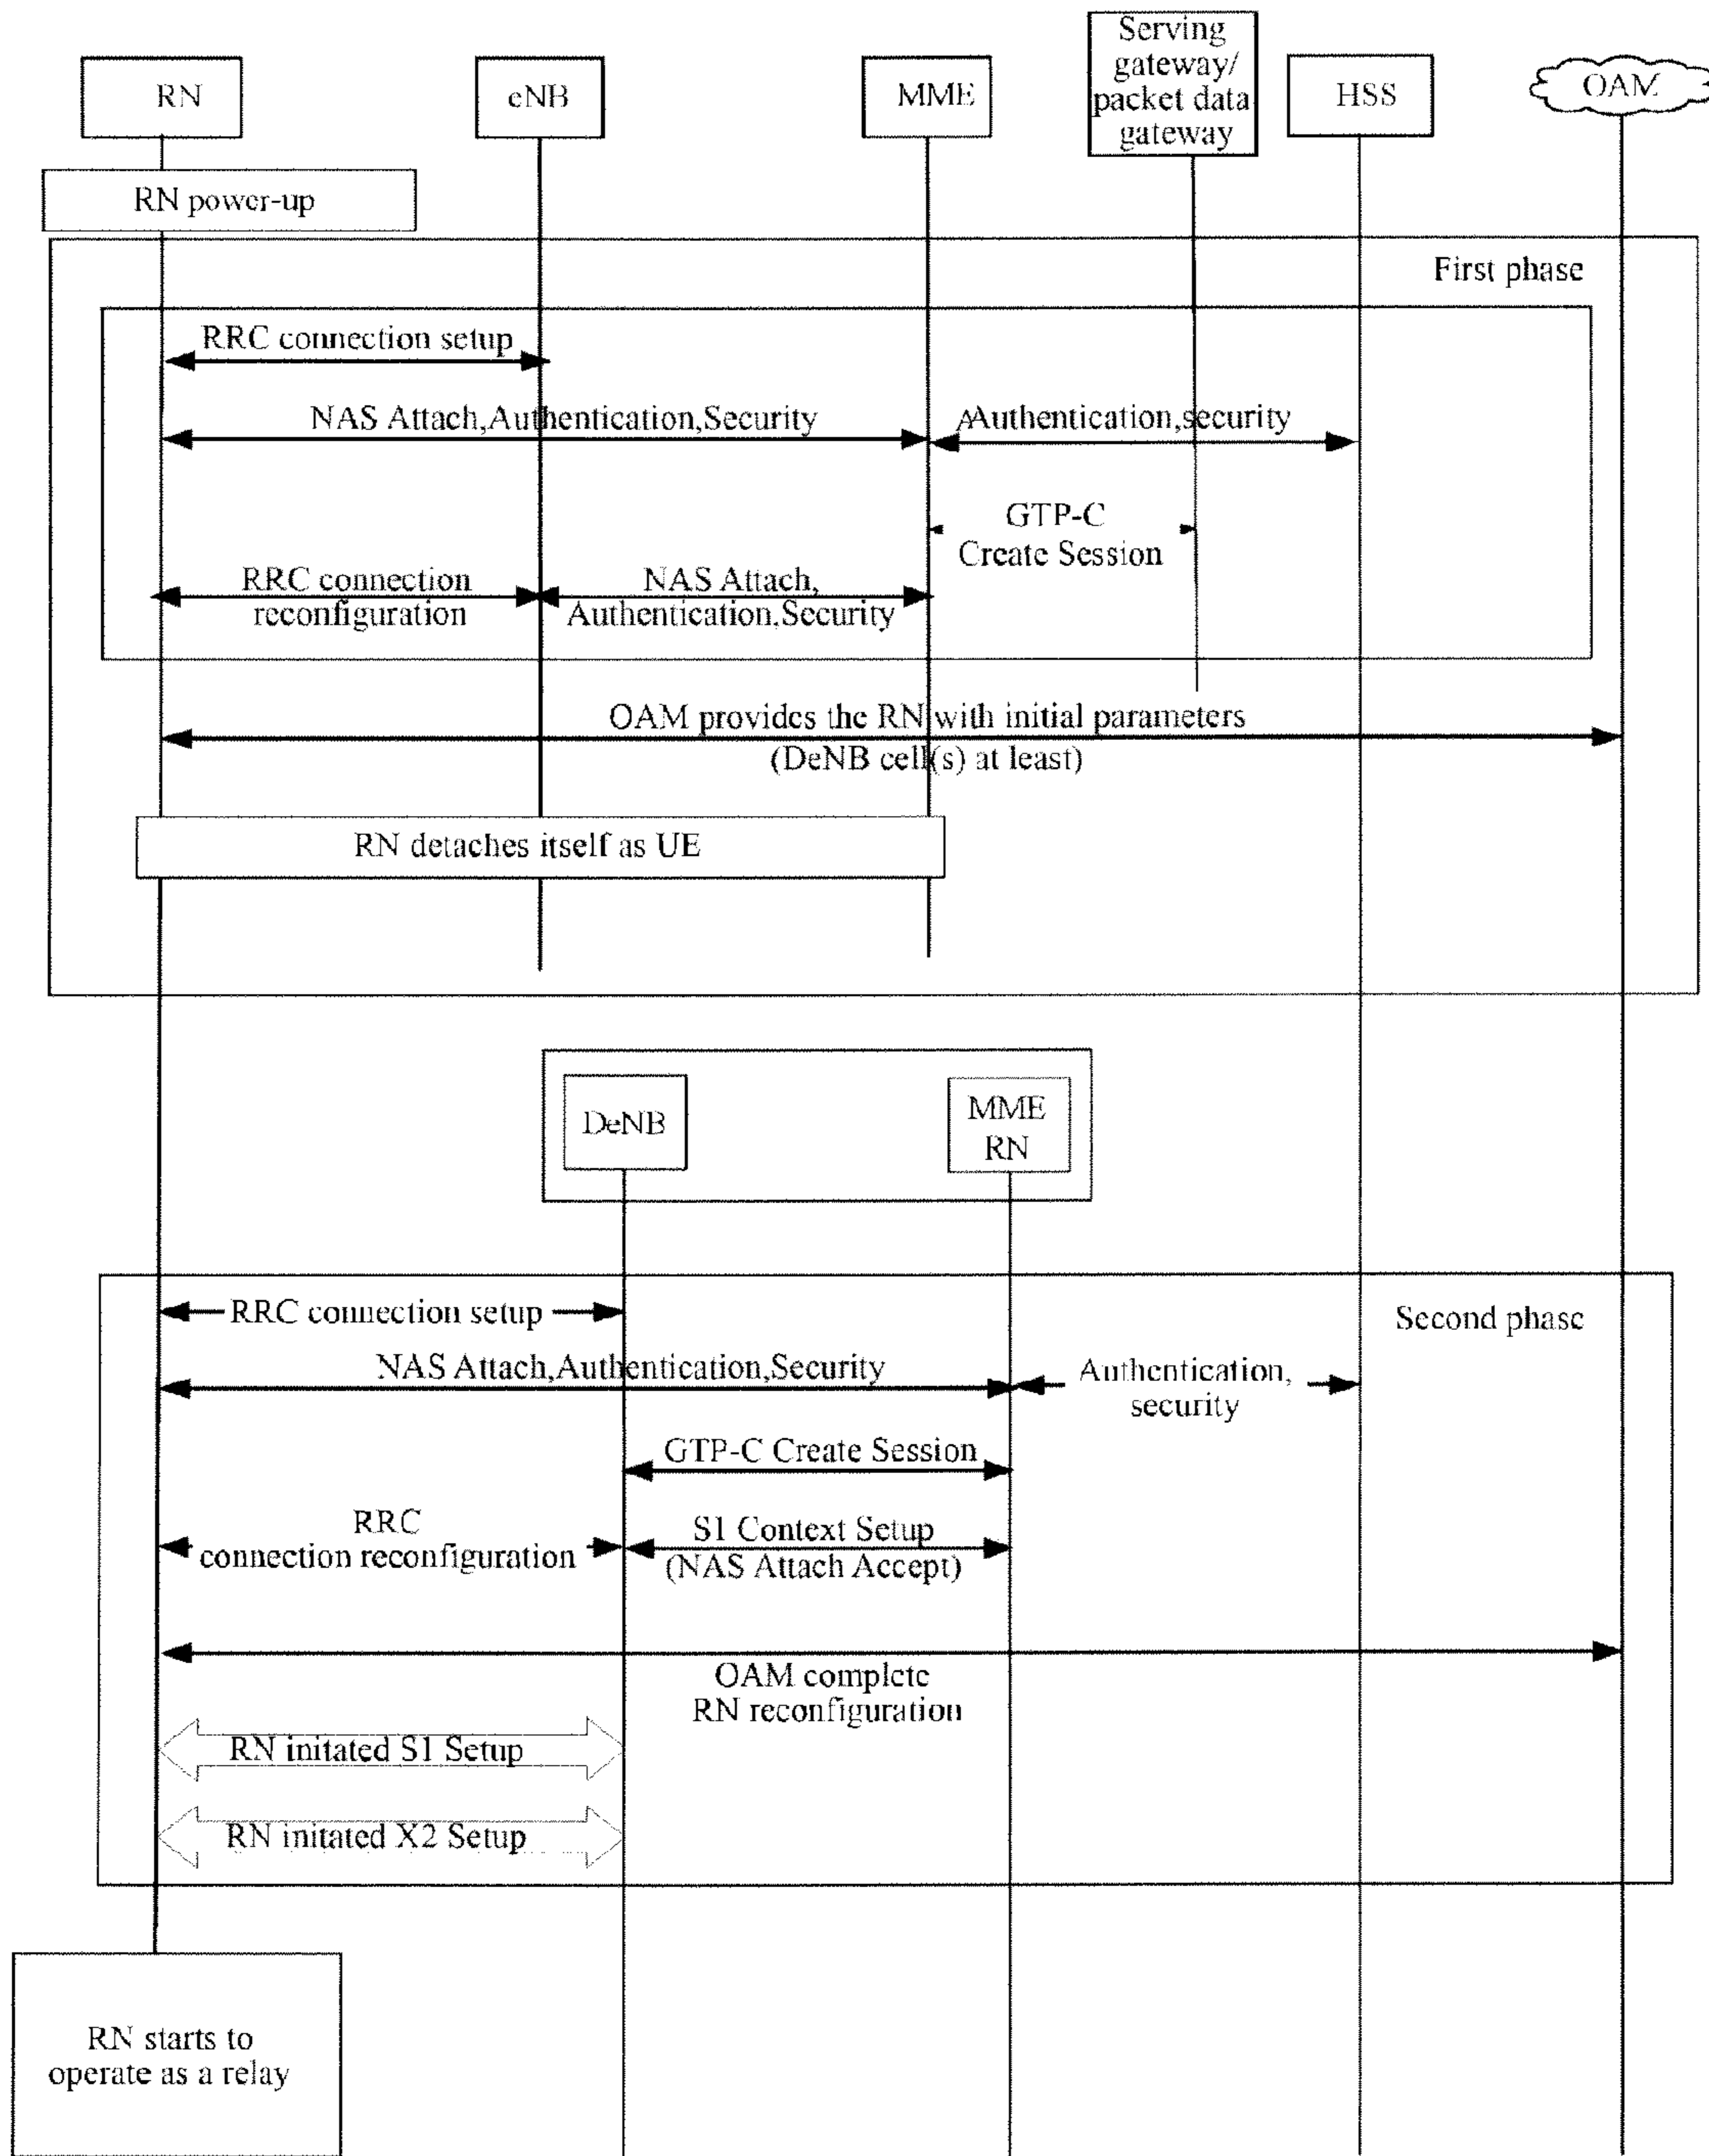 Serving
gateway/
packet data
gateway
RN
eNB
MME
HSS
OAM
RN power-up
First phase
RRC connection setup
NAS Attach,Authentication,Security
AAuthentication,security
GTP-C
Create Session
RRC connection
reconfiguration
NAS Attach,
Authentication,Security
OAM provides the RN with initial parameters
(DeNB cell(s) at least)
RN detaches itself as UE
DeNB
MME
RN
Second phase
RRC connection setup
NAS Attach,Authentication,Security
Authentication,
security
GTP-C Create Session
RRC
connection reconfiguration
S1 Context Setup
(NAS Attach Accept)
OAM complete
RN reconfiguration
RN initated S1 Setup
RN initated X2 Setup
RN starts to
operate as a relay